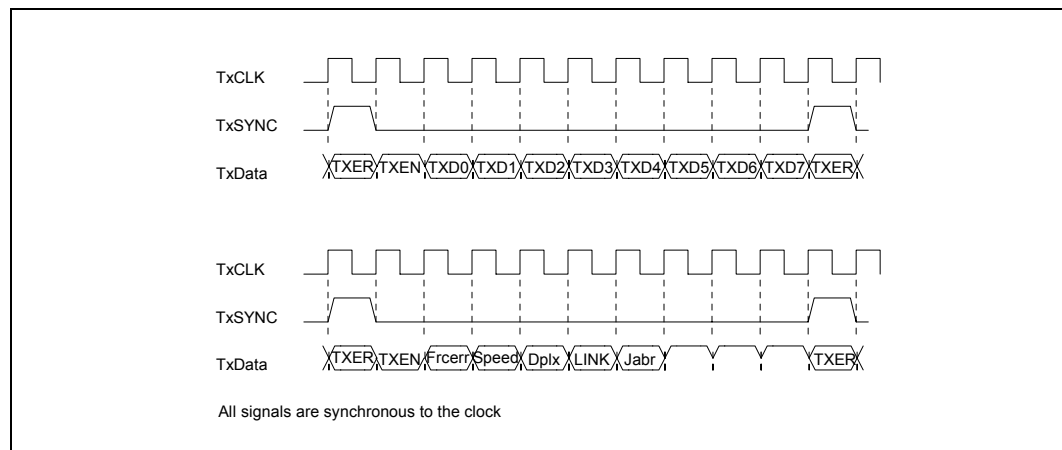 TxCLK
TxSYNC
TxData TXER TXEN TXD0 TXD1 TXD2 TXD3 TXD4 TXD5 TXD6 TXD7 TXER
TxCLK
TxSYNC
TxData TXER TXEN Frcerr Speed Dplx LINK Jabr TXER
All signals are synchronous to the clock